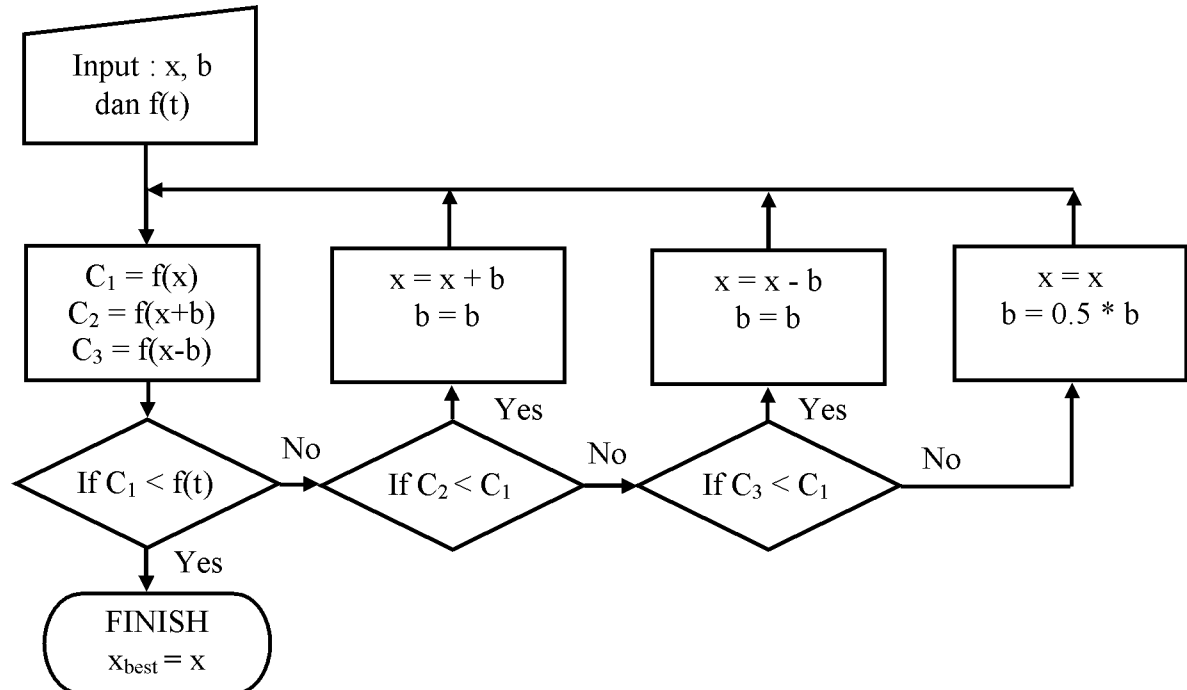 Input : x, b
dan f(t)
C₁ = f(x)
C₂ = f(x+b)
C₃ = f(x-b)
x = x + b
b = b
x = x - b
b = b
x = x
b = 0.5 * b
If C₁ < f(t)
No
Yes
If C₂ < C₁
Yes
No
If C₃ < C₁
Yes
No
FINISH
x_best = x